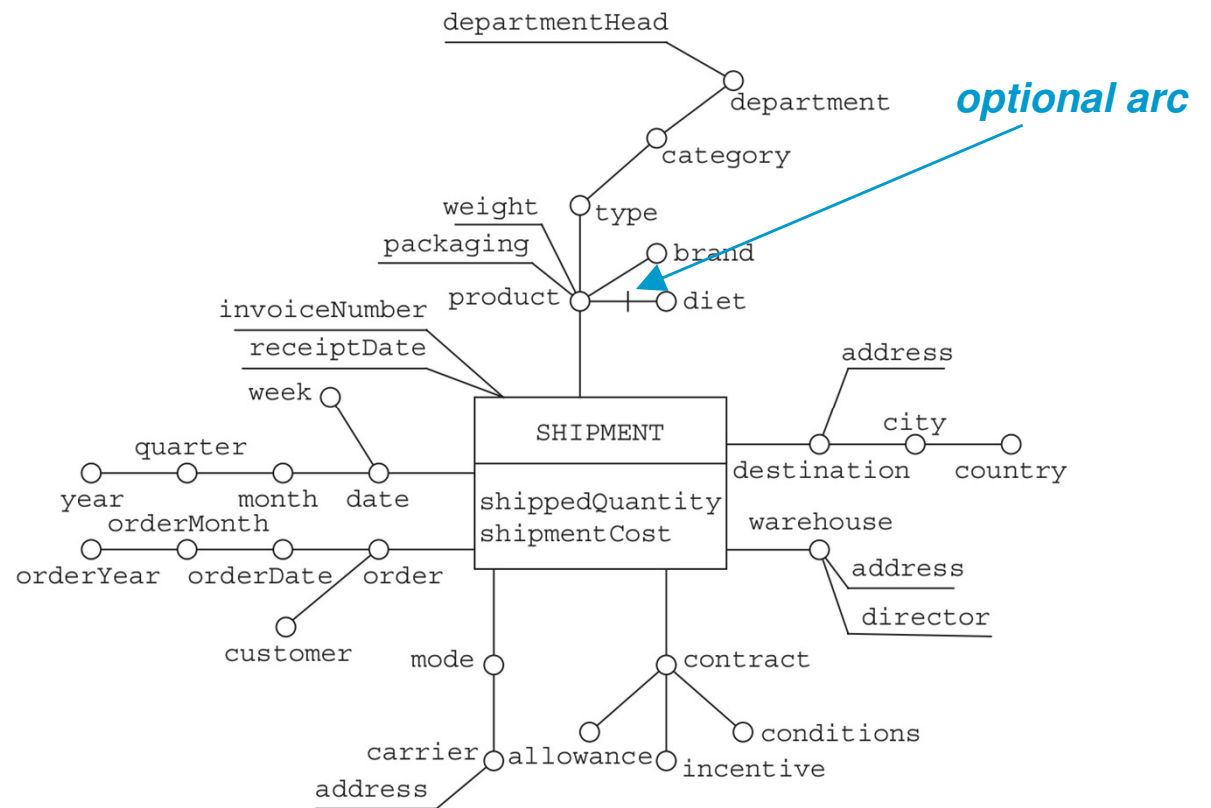 departmentHead
optional arc
department
category
weight
type
packaging
brand
product
diet
invoiceNumber
receiptDate
address
week
city
SHIPMENT
quarter
destination
country
year
month
date
shippedQuantity
orderMonth
warehouse
shipmentCost
orderYear
orderDate
order
address
director
customer
mode
contract
conditions
carrier
allowance
incentive
address